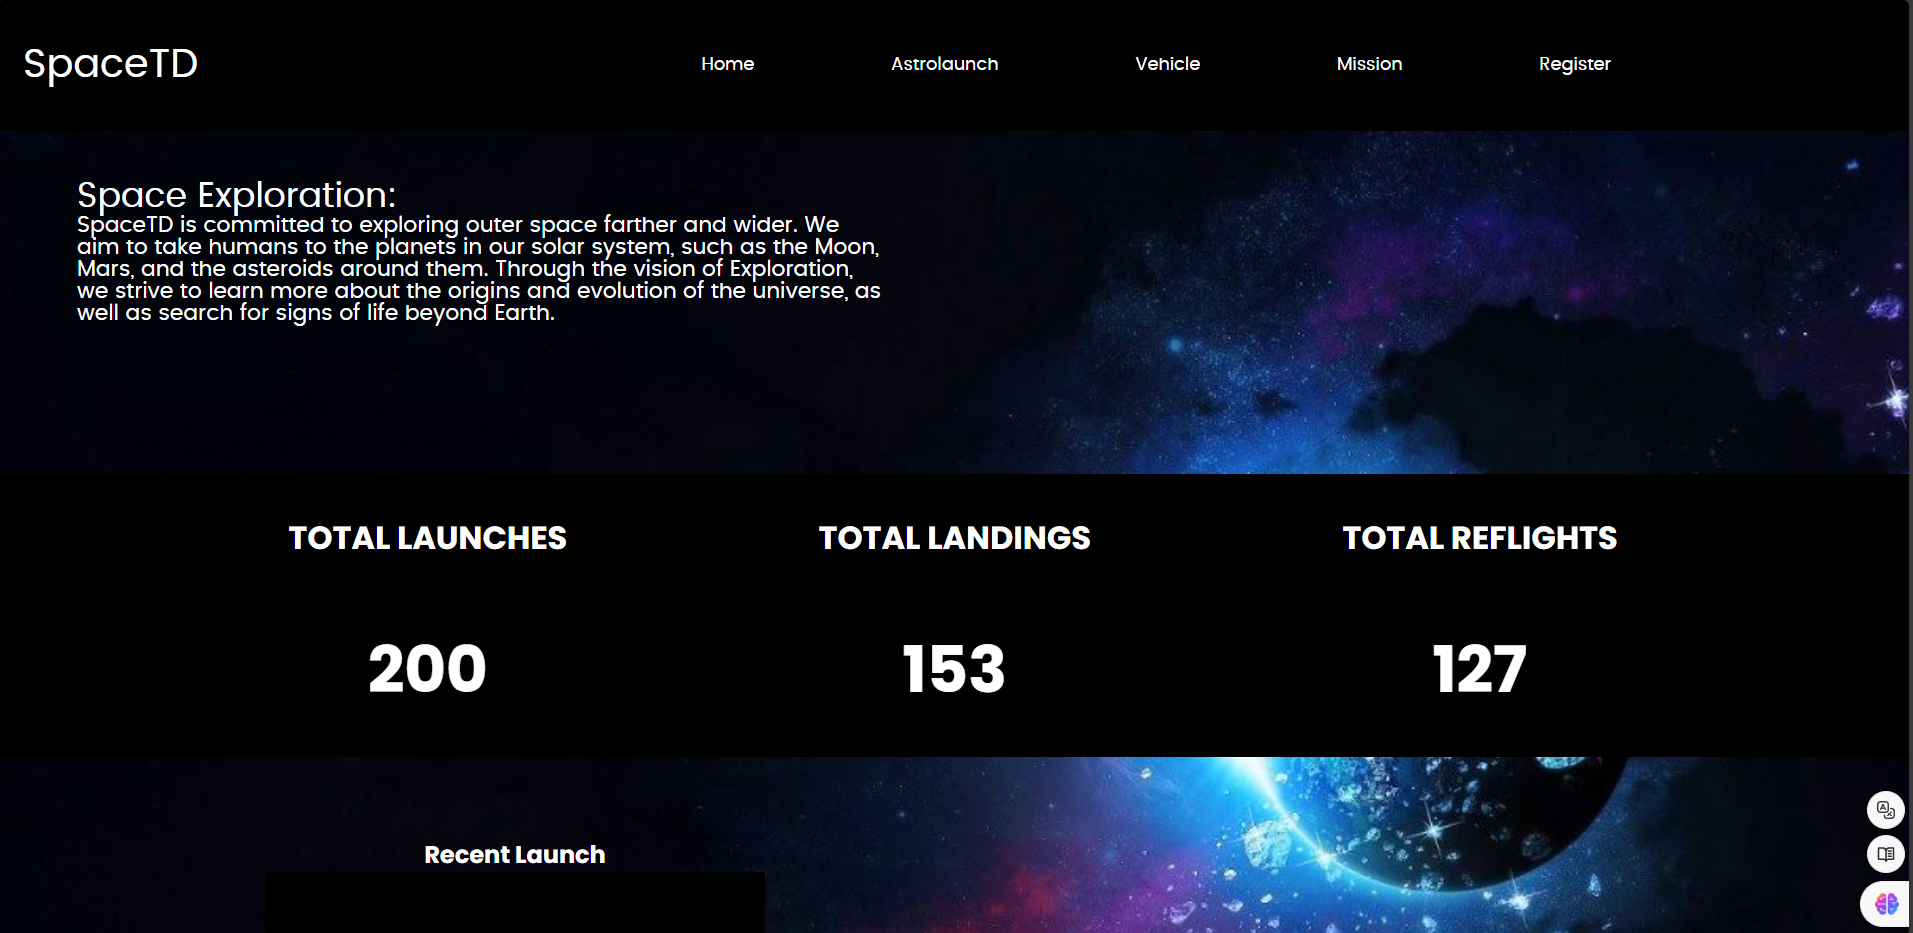 SpaceTD
Home Astrolaunch Vehicle Mission Register
Space Exploration:
SpaceTD is committed to exploring outer space farther and wider. We
aim to take humans to the planets in our solar system, such as the Moon,
Mars, and the asteroids around them. Through the vision of Exploration,
we strive to learn more about the origins and evolution of the universe, as
well as search for signs of life beyond Earth.
TOTAL LAUNCHES TOTAL LANDINGS TOTAL REFLIGHTS
200 153 127
Recent Launch